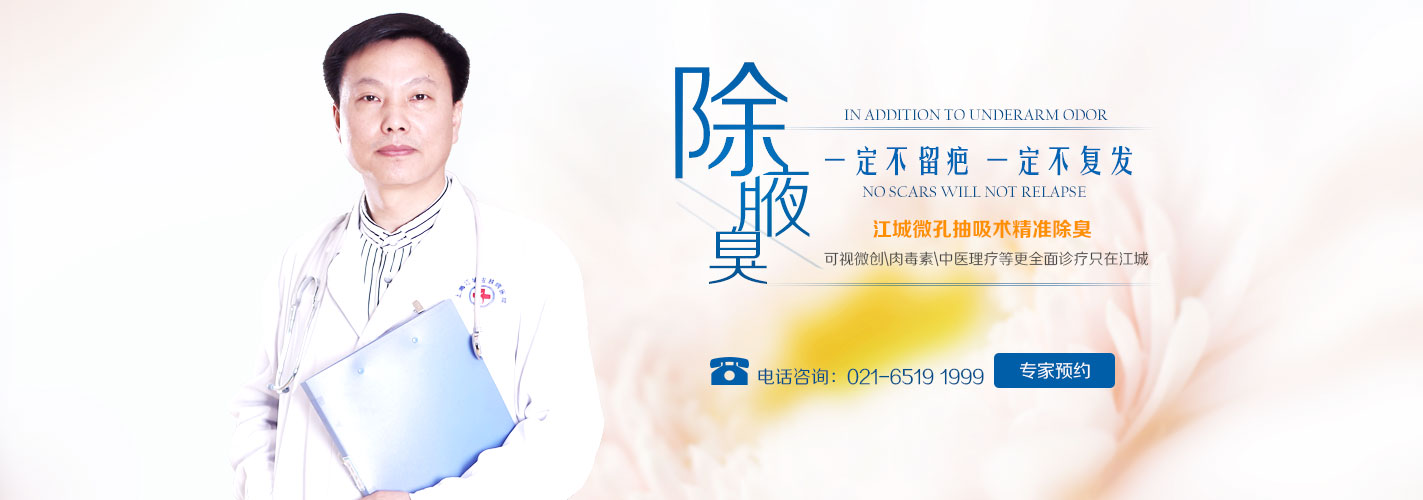 除腋臭
IN ADDITION TO UNDERARM ODOR
一定不留疤 一定不复发
NO SCARS WILL NOT RELAPSE
江城微孔抽吸术精准除臭
可视微创\肉毒素\中医理疗等更全面诊疗只在江城
电话咨询：021-6519 1999
专家预约